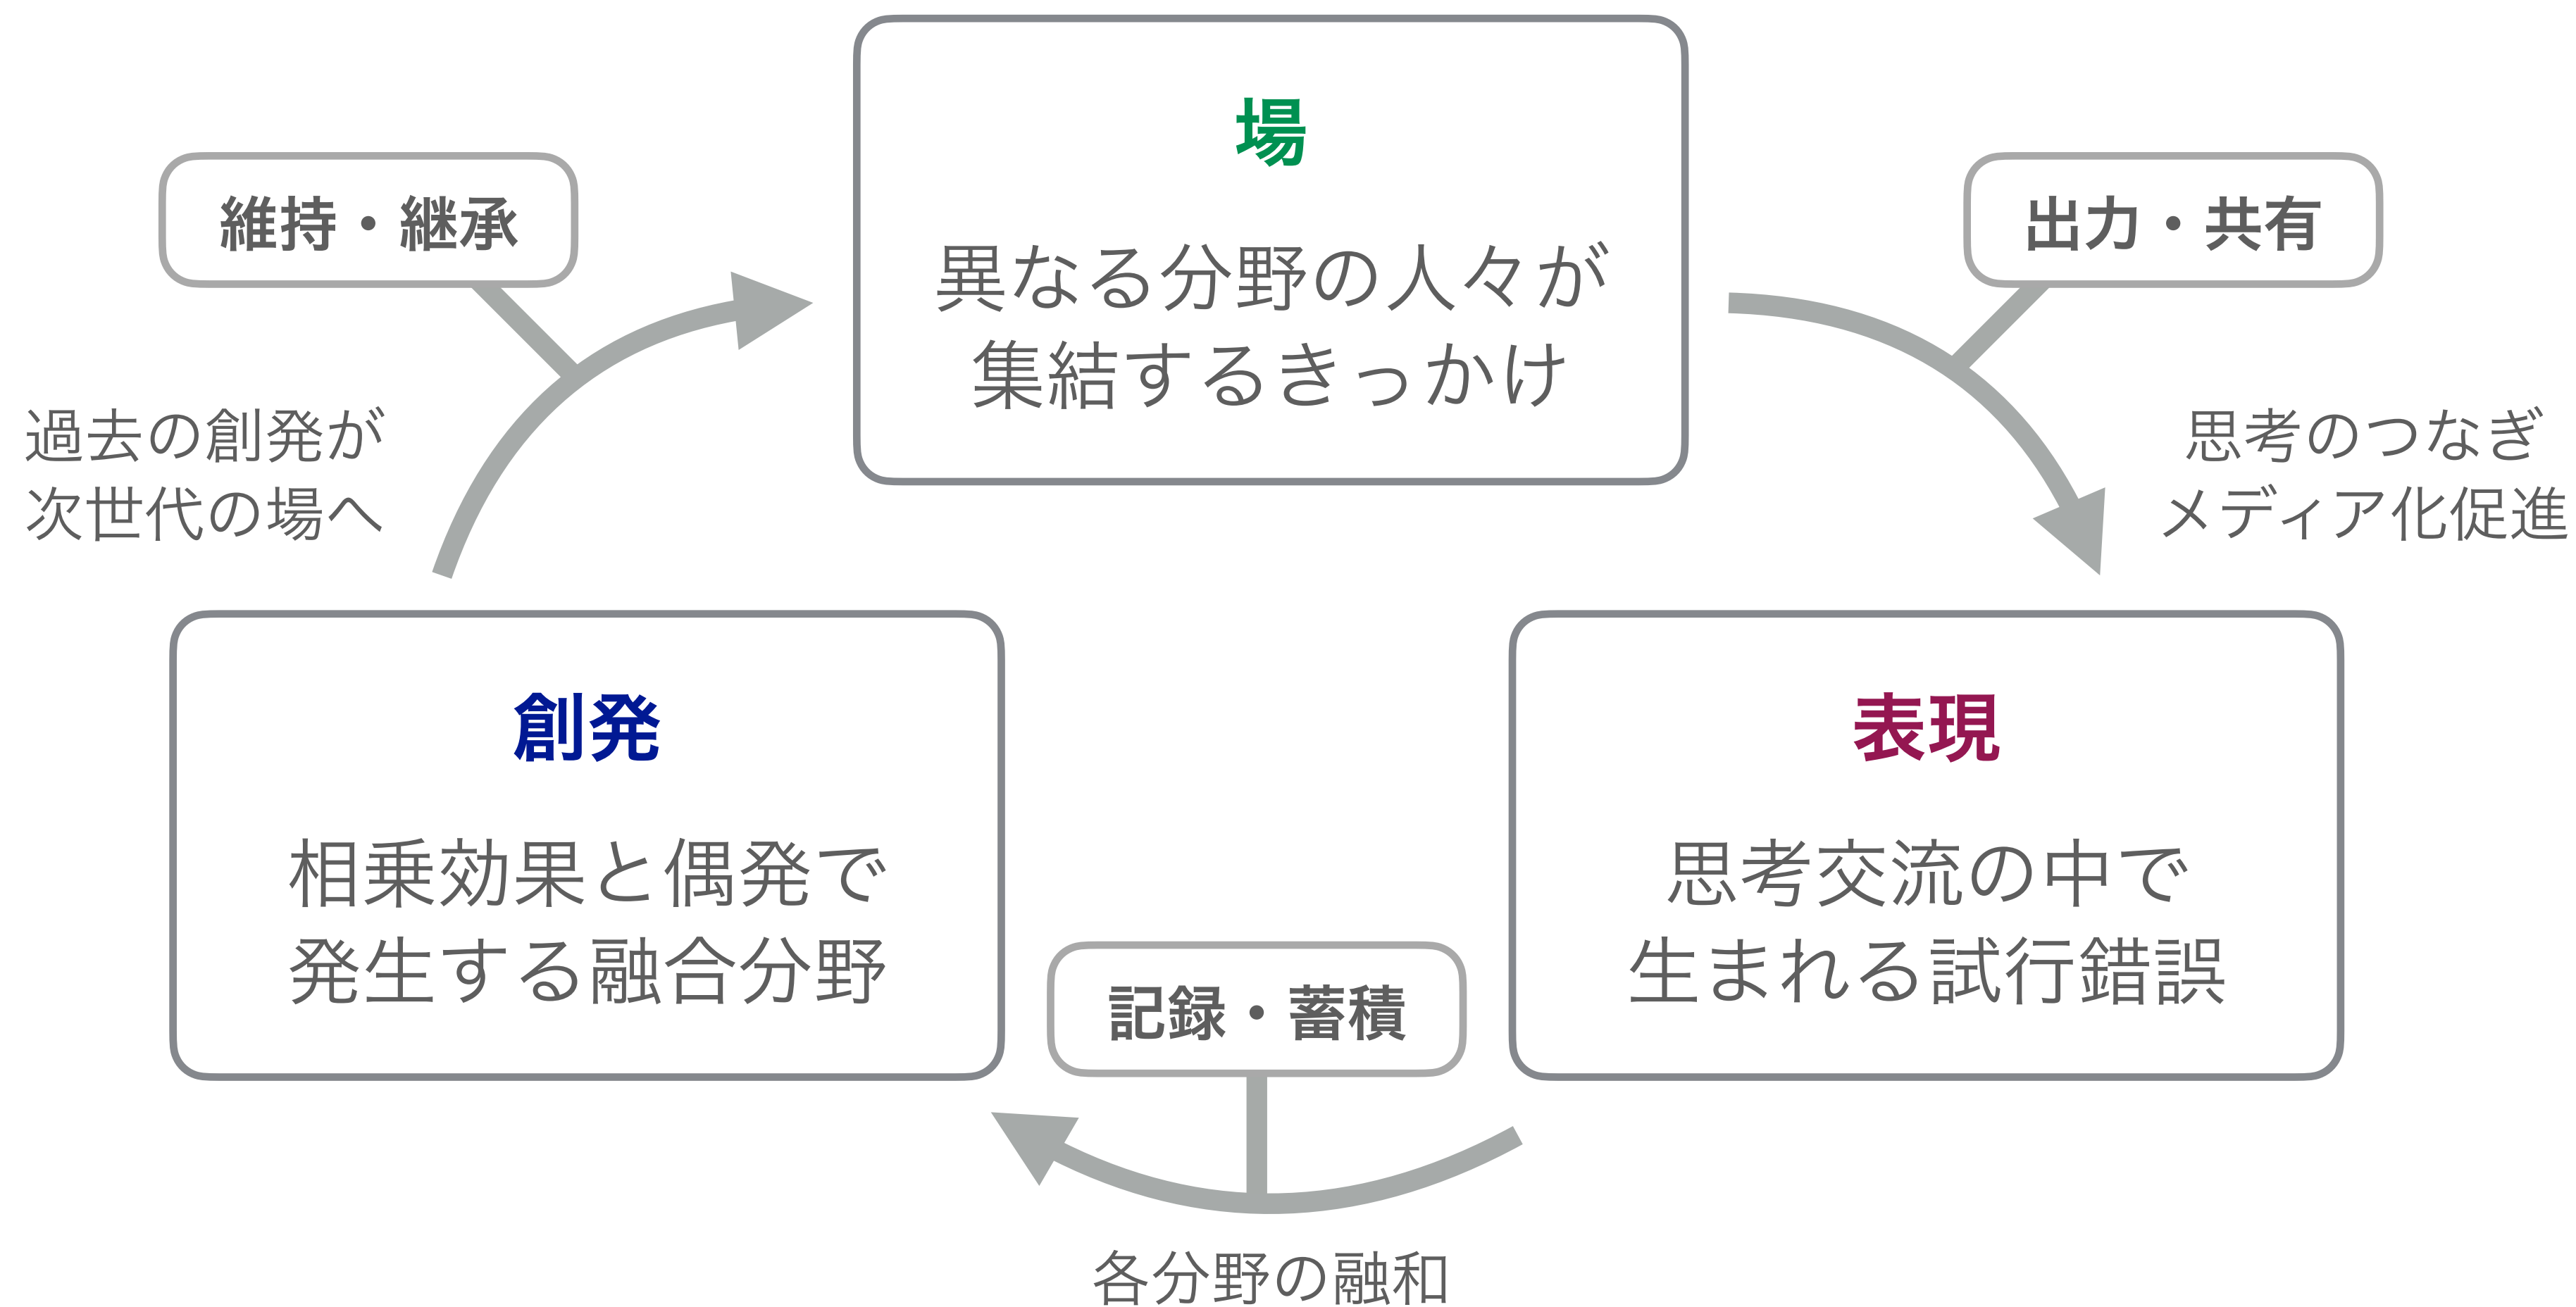 場
異なる分野の人々が
集結するきっかけ
維持・継承
出力・共有
過去の創発が
次世代の場へ
思考のつなぎ
メディア化促進
創発
相乗効果と偶発で
発生する融合分野
表現
思考交流の中で
生まれる試行錯誤
記録・蓄積
各分野の融和